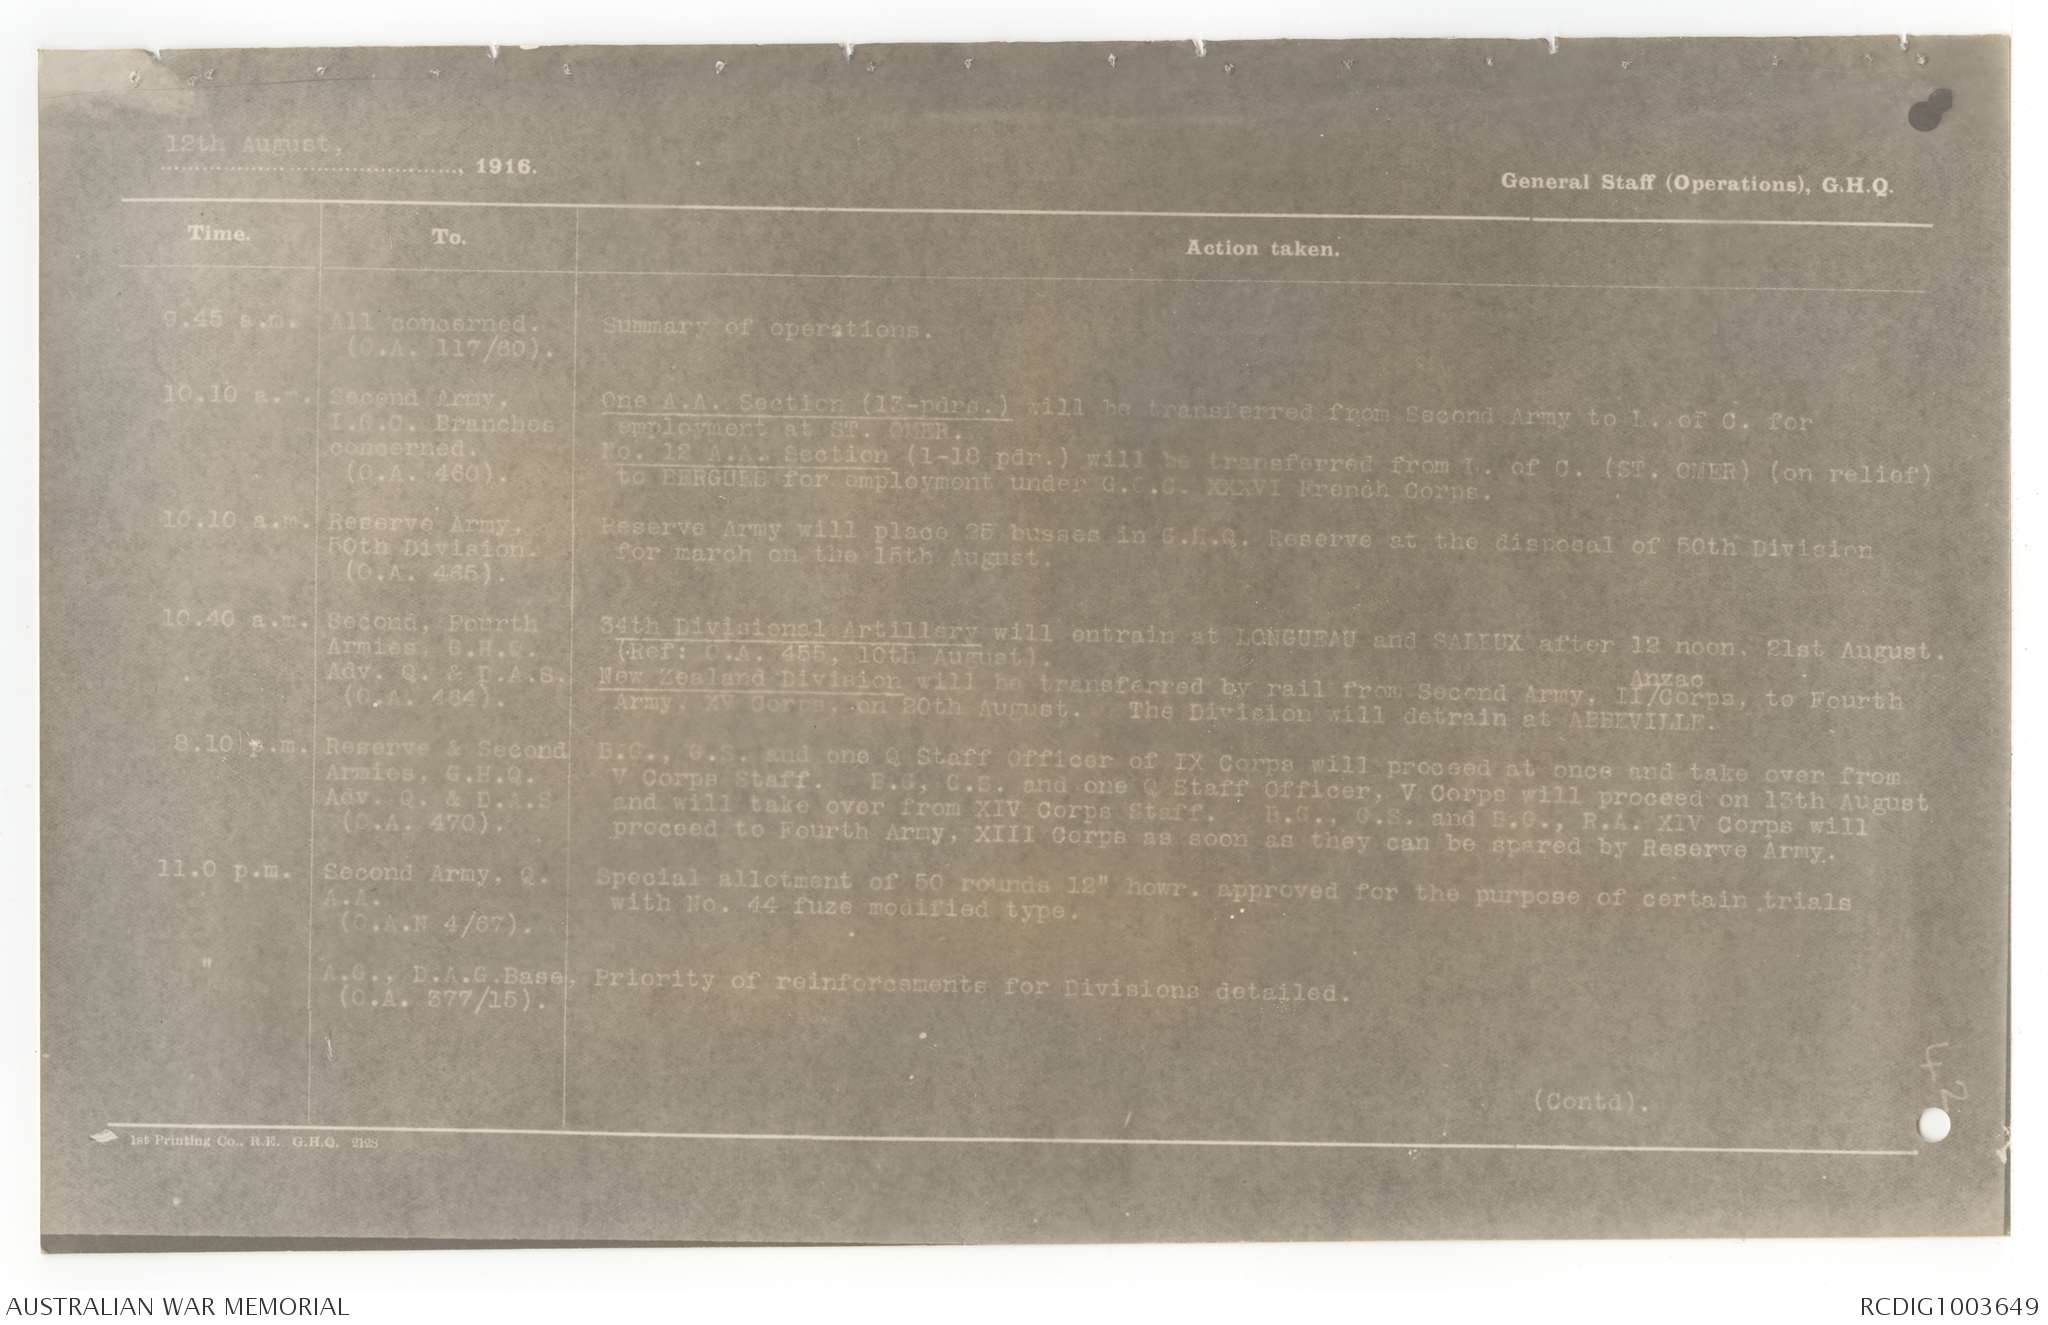 12th August,
, 1916.
General Staff (Operations), G.H.Q.
Time. To. Action taken.
9.45 a.m. All concerned. Summary of operations.
(O.A. 117/60).
10.10 a.m. Second Army, One A.A. Section (13-pdrs.) will be transferred from Second Army to L. of C. for
I.G.C. Branches employment at ST. OMER.
concerned. No. 12 A.A. Section (1-18 pdr.) will be transferred from L. of C. (ST. OMER) (on relief)
(O.A. 460). to BERGUES for employment under G.O.C. XXXVI French Corps.
10.10 a.m. Reserve Army, Reserve Army will place 25 busses in G.H.Q. Reserve at the disposal of 50th Division
50th Division. for march on the 15th August.
(O.A. 465).
10.40 a.m. Second, Fourth 34th Divisional Artillery will entrain at LONGUEAU and SALEUX after 12 noon, 21st August.
Armies, G.H.Q. (Ref: O.A. 455, 10th August).
Adv. Q. & D.A.S. New Zealand Division will be transferred by rail from Second Army, II/Corps, to Fourth
Anzac
(O.A. 464). Army, XV Corps, on 20th August. The Division will detrain at ABBEVILLE.
8.10 p.m. Reserve & Second B.G., G.S. and one Q Staff Officer of IX Corps will proceed at once and take over from
Armies, G.H.Q. V Corps Staff. B.G, G.S. and one Q Staff Officer, V Corps will proceed on 13th August
Adv. Q. & D.A.S and will take over from XIV Corps Staff. B.G., G.S. and B.G., R.A. XIV Corps will
(O.A. 470). proceed to Fourth Army, XIII Corps as soon as they can be spared by Reserve Army.
11.0 p.m. Second Army, Q. Special allotment of 50 rounds 12" howr. approved for the purpose of certain trials
A.A. with No. 44 fuze modified type.
(O.A.N 4/67).
" A.G., D.A.G.Base, Priority of reinforcements for Divisions detailed.
(O.A. 377/15).
(Contd).
42
1st Printing Co., R.E. G.H.Q. 2128
AUSTRALIAN WAR MEMORIAL
RCDIG1003649